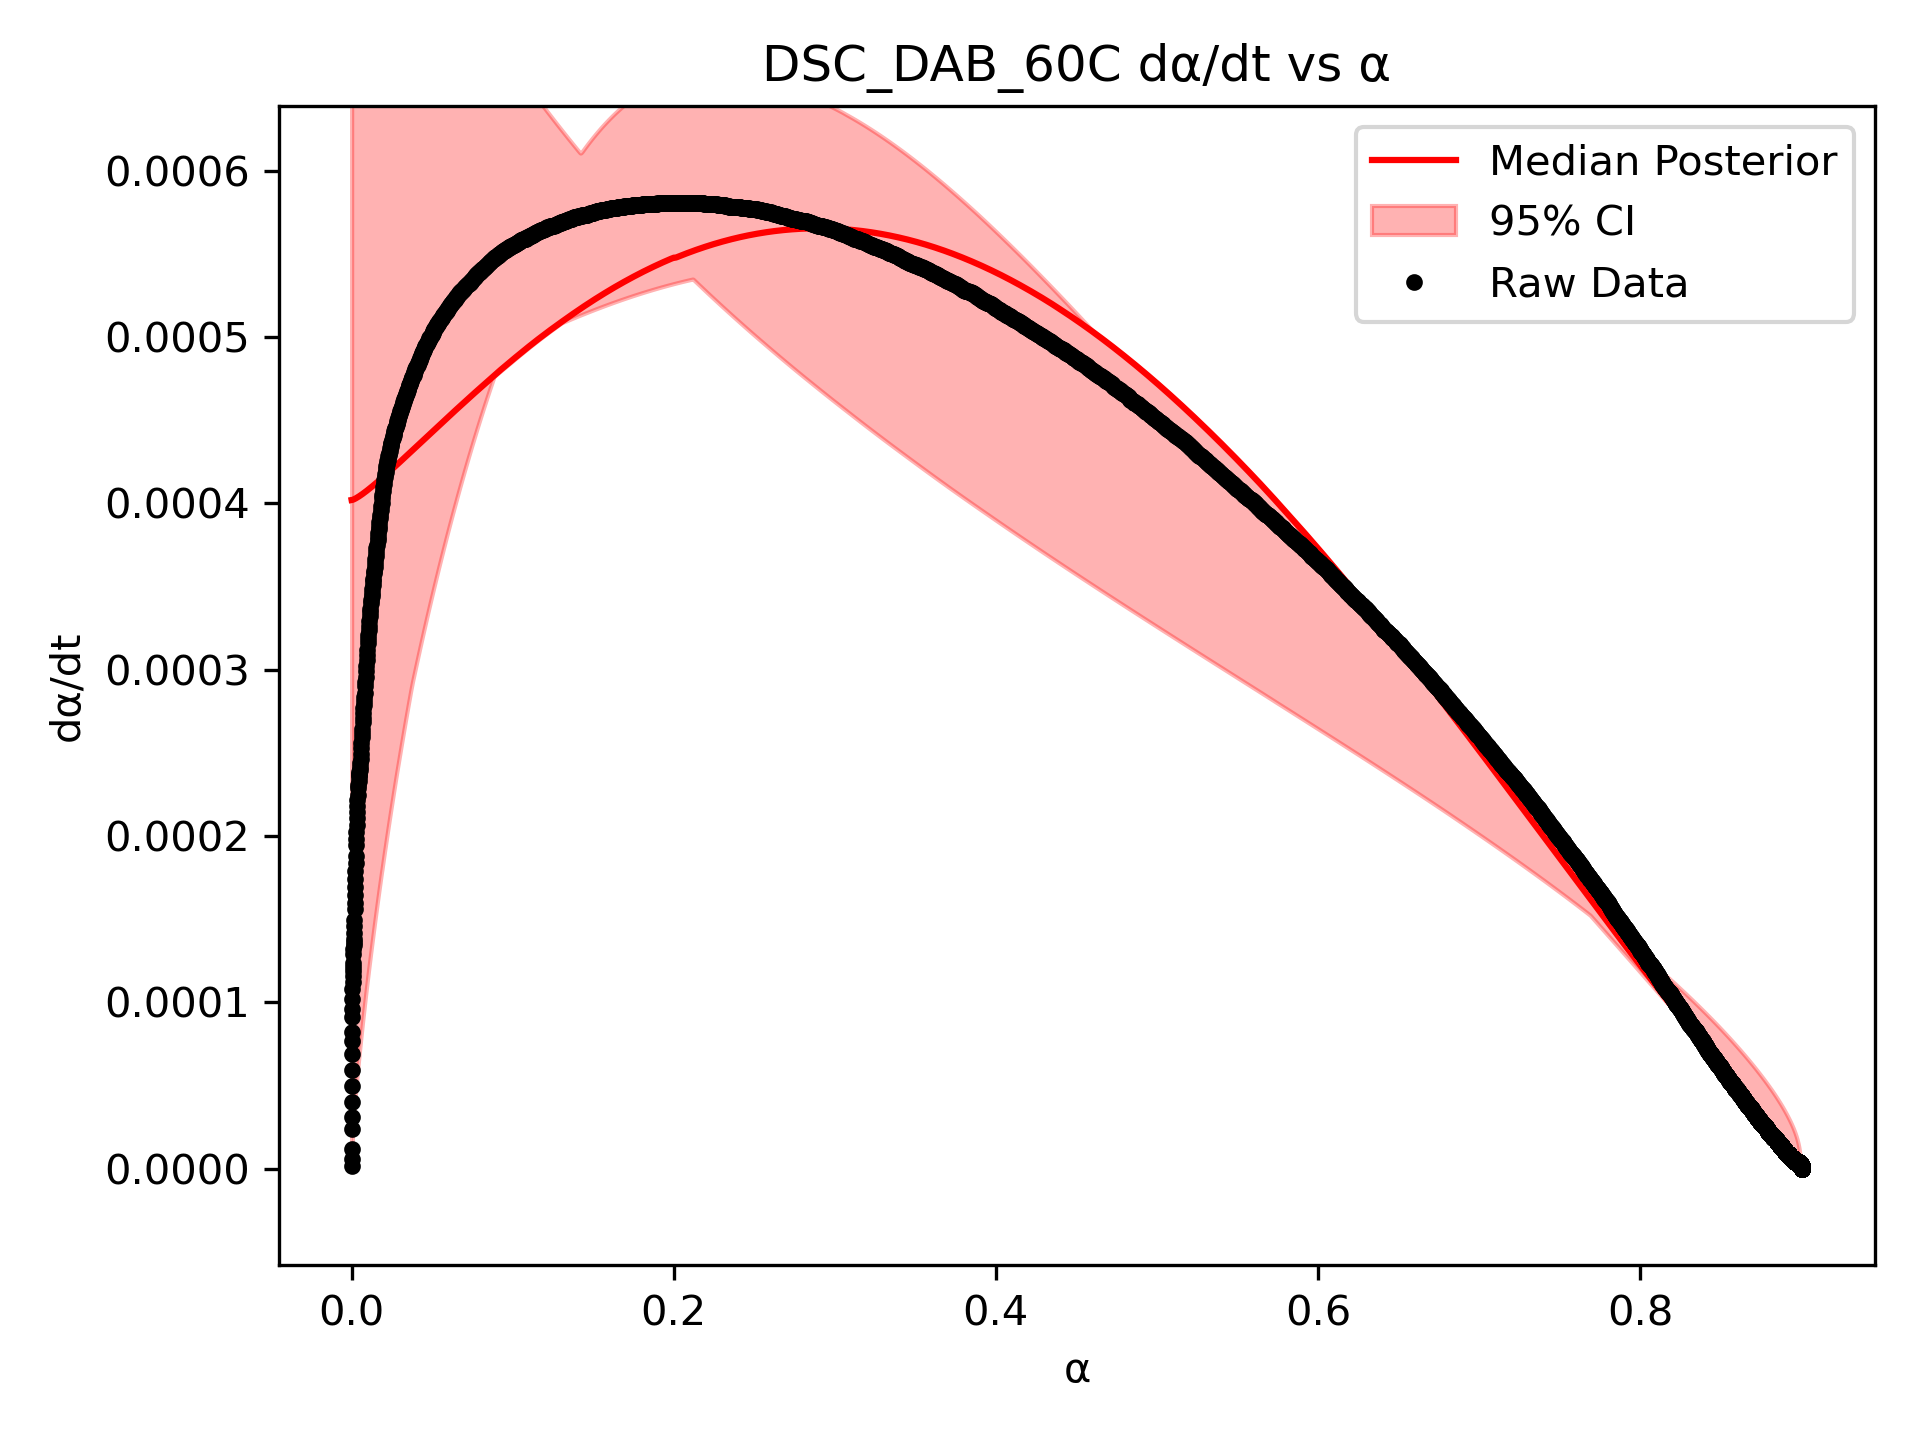 DSC_DAB_60C dα/dt vs α
Median Posterior
95% CI
Raw Data
0.0006
0.0005
0.0004
0.0003
0.0002
0.0001
0.0000
dα/dt
0.0 0.2 0.4 0.6 0.8
α